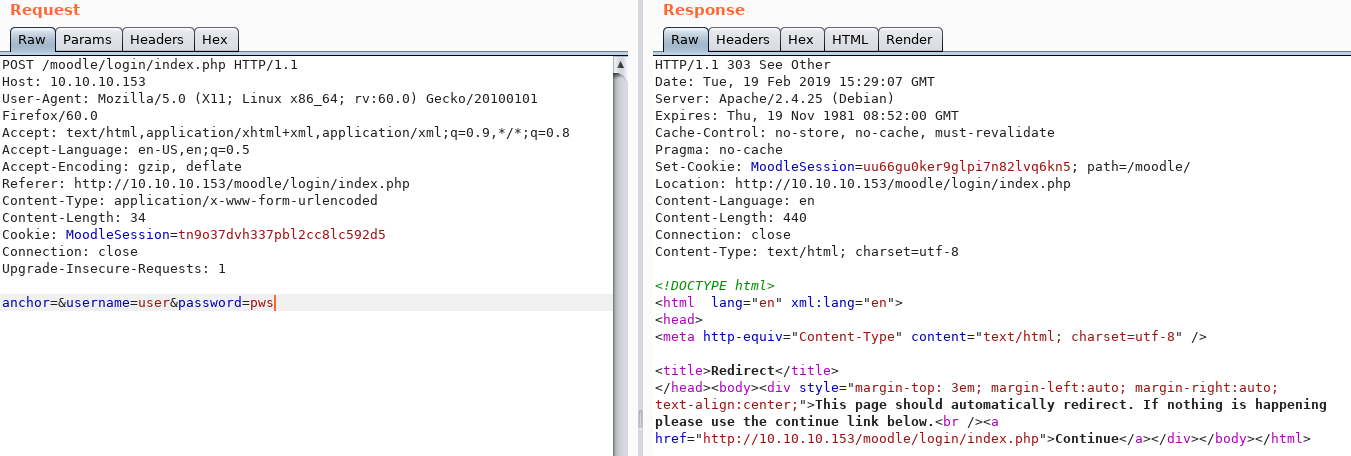 Request
Raw Params Headers Hex
POST /moodle/login/index.php HTTP/1.1
Host: 10.10.10.153
User-Agent: Mozilla/5.0 (X11; Linux x86_64; rv:60.0) Gecko/20100101
Firefox/60.0
Accept: text/html,application/xhtml+xml,application/xml;q=0.9,*/*;q=0.8
Accept-Language: en-US,en;q=0.5
Accept-Encoding: gzip, deflate
Referer: http://10.10.10.153/moodle/login/index.php
Content-Type: application/x-www-form-urlencoded
Content-Length: 34
Cookie: MoodleSession=tn9o37dvh337pbl2cc8lc592d5
Connection: close
Upgrade-Insecure-Requests: 1
anchor=&username=user&password=pws
Response
Raw Headers Hex HTML Render
HTTP/1.1 303 See Other
Date: Tue, 19 Feb 2019 15:29:07 GMT
Server: Apache/2.4.25 (Debian)
Expires: Thu, 19 Nov 1981 08:52:00 GMT
Cache-Control: no-store, no-cache, must-revalidate
Pragma: no-cache
Set-Cookie: MoodleSession=uu66gu0ker9glpi7n82lvq6kn5; path=/moodle/
Location: http://10.10.10.153/moodle/login/index.php
Content-Language: en
Content-Length: 440
Connection: close
Content-Type: text/html; charset=utf-8
<!DOCTYPE html>
<html  lang="en" xml:lang="en">
<head>
<meta http-equiv="Content-Type" content="text/html; charset=utf-8" />
<title>Redirect</title>
</head><body><div style="margin-top: 3em; margin-left:auto; margin-right:auto;
text-align:center;">This page should automatically redirect. If nothing is happening
please use the continue link below.<br /><a
href="http://10.10.10.153/moodle/login/index.php">Continue</a></div></body></html>